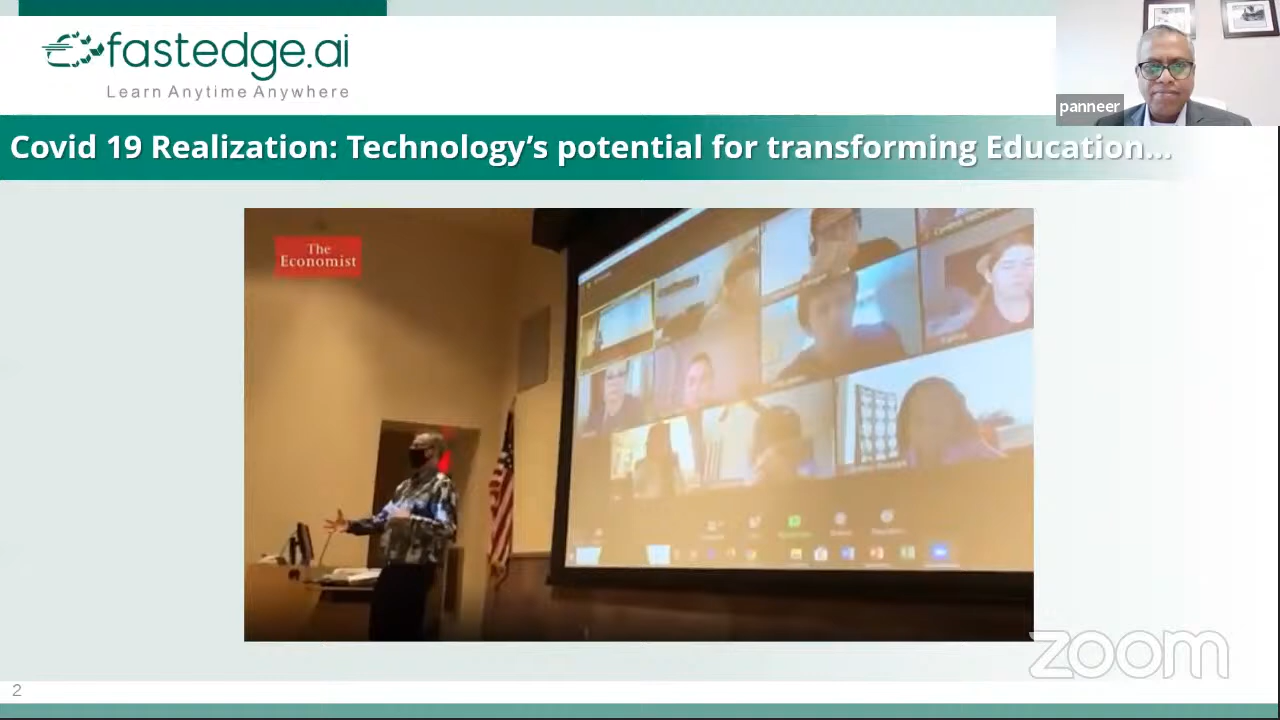 fastedge.ai
Learn Anytime Anywhere
panneer
Covid 19 Realization: Technology’s potential for transforming Education...
The
Economist
zoom
2